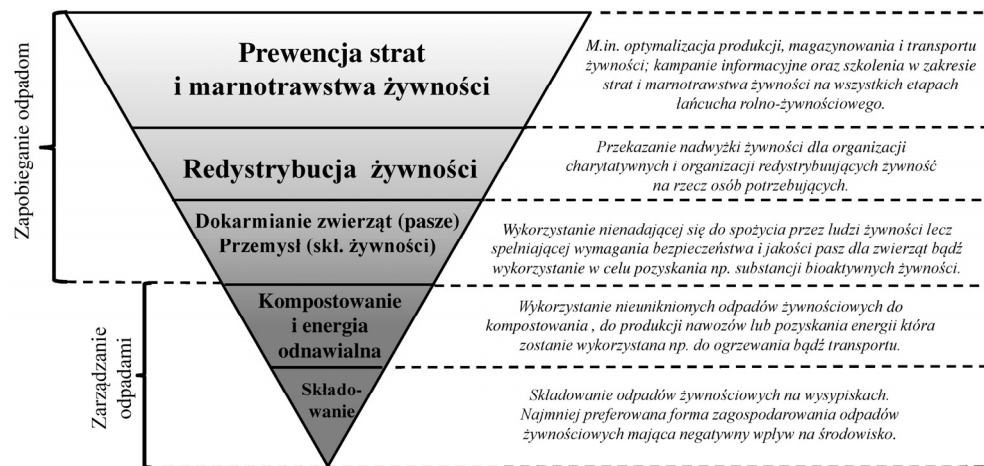 Zapobieganie odpadom
Prewencja strat
i marnotrawstwa żywności
M.in. optymalizacja produkcji, magazynowania i transportu
żywności; kampanie informacyjne oraz szkolenia w zakresie
strat i marnotrawstwa żywności na wszystkich etapach
łańcucha rolno-żywnościowego.
Redystrybucja żywności
Przekazanie nadwyżki żywności dla organizacji
charytatywnych i organizacji redystrybuujących żywność
na rzecz osób potrzebujących.
Dokarmianie zwierząt (pasze)
Przemysł (skł. żywności)
Wykorzystanie nienadającej się do spożycia przez ludzi żywności lecz
spełniającej wymagania bezpieczeństwa i jakości pasz dla zwierząt bądź
wykorzystanie w celu pozyskania np. substancji bioaktywnych żywności.
Zarządzanie
odpadami
Kompostowanie
i energia
odnawialna
Wykorzystanie nieuniknionych odpadów żywnościowych do
kompostowania , do produkcji nawozów lub pozyskania energii która
zostanie wykorzystana np. do ogrzewania bądź transportu.
Składo-
wanie
Składowanie odpadów żywnościowych na wysypiskach.
Najmniej preferowana forma zagospodarowania odpadów
żywnościowych mająca negatywny wpływ na środowisko.